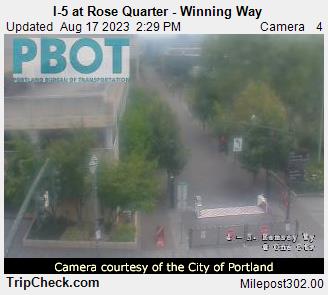 I-5 at Rose Quarter - Winning Way
Updated Aug 17 2023 2:29 PM Camera 4
PBOT
PORTLAND BUREAU OF TRANSPORTATION
Camera courtesy of the City of Portland
TripCheck.com Milepost302.00